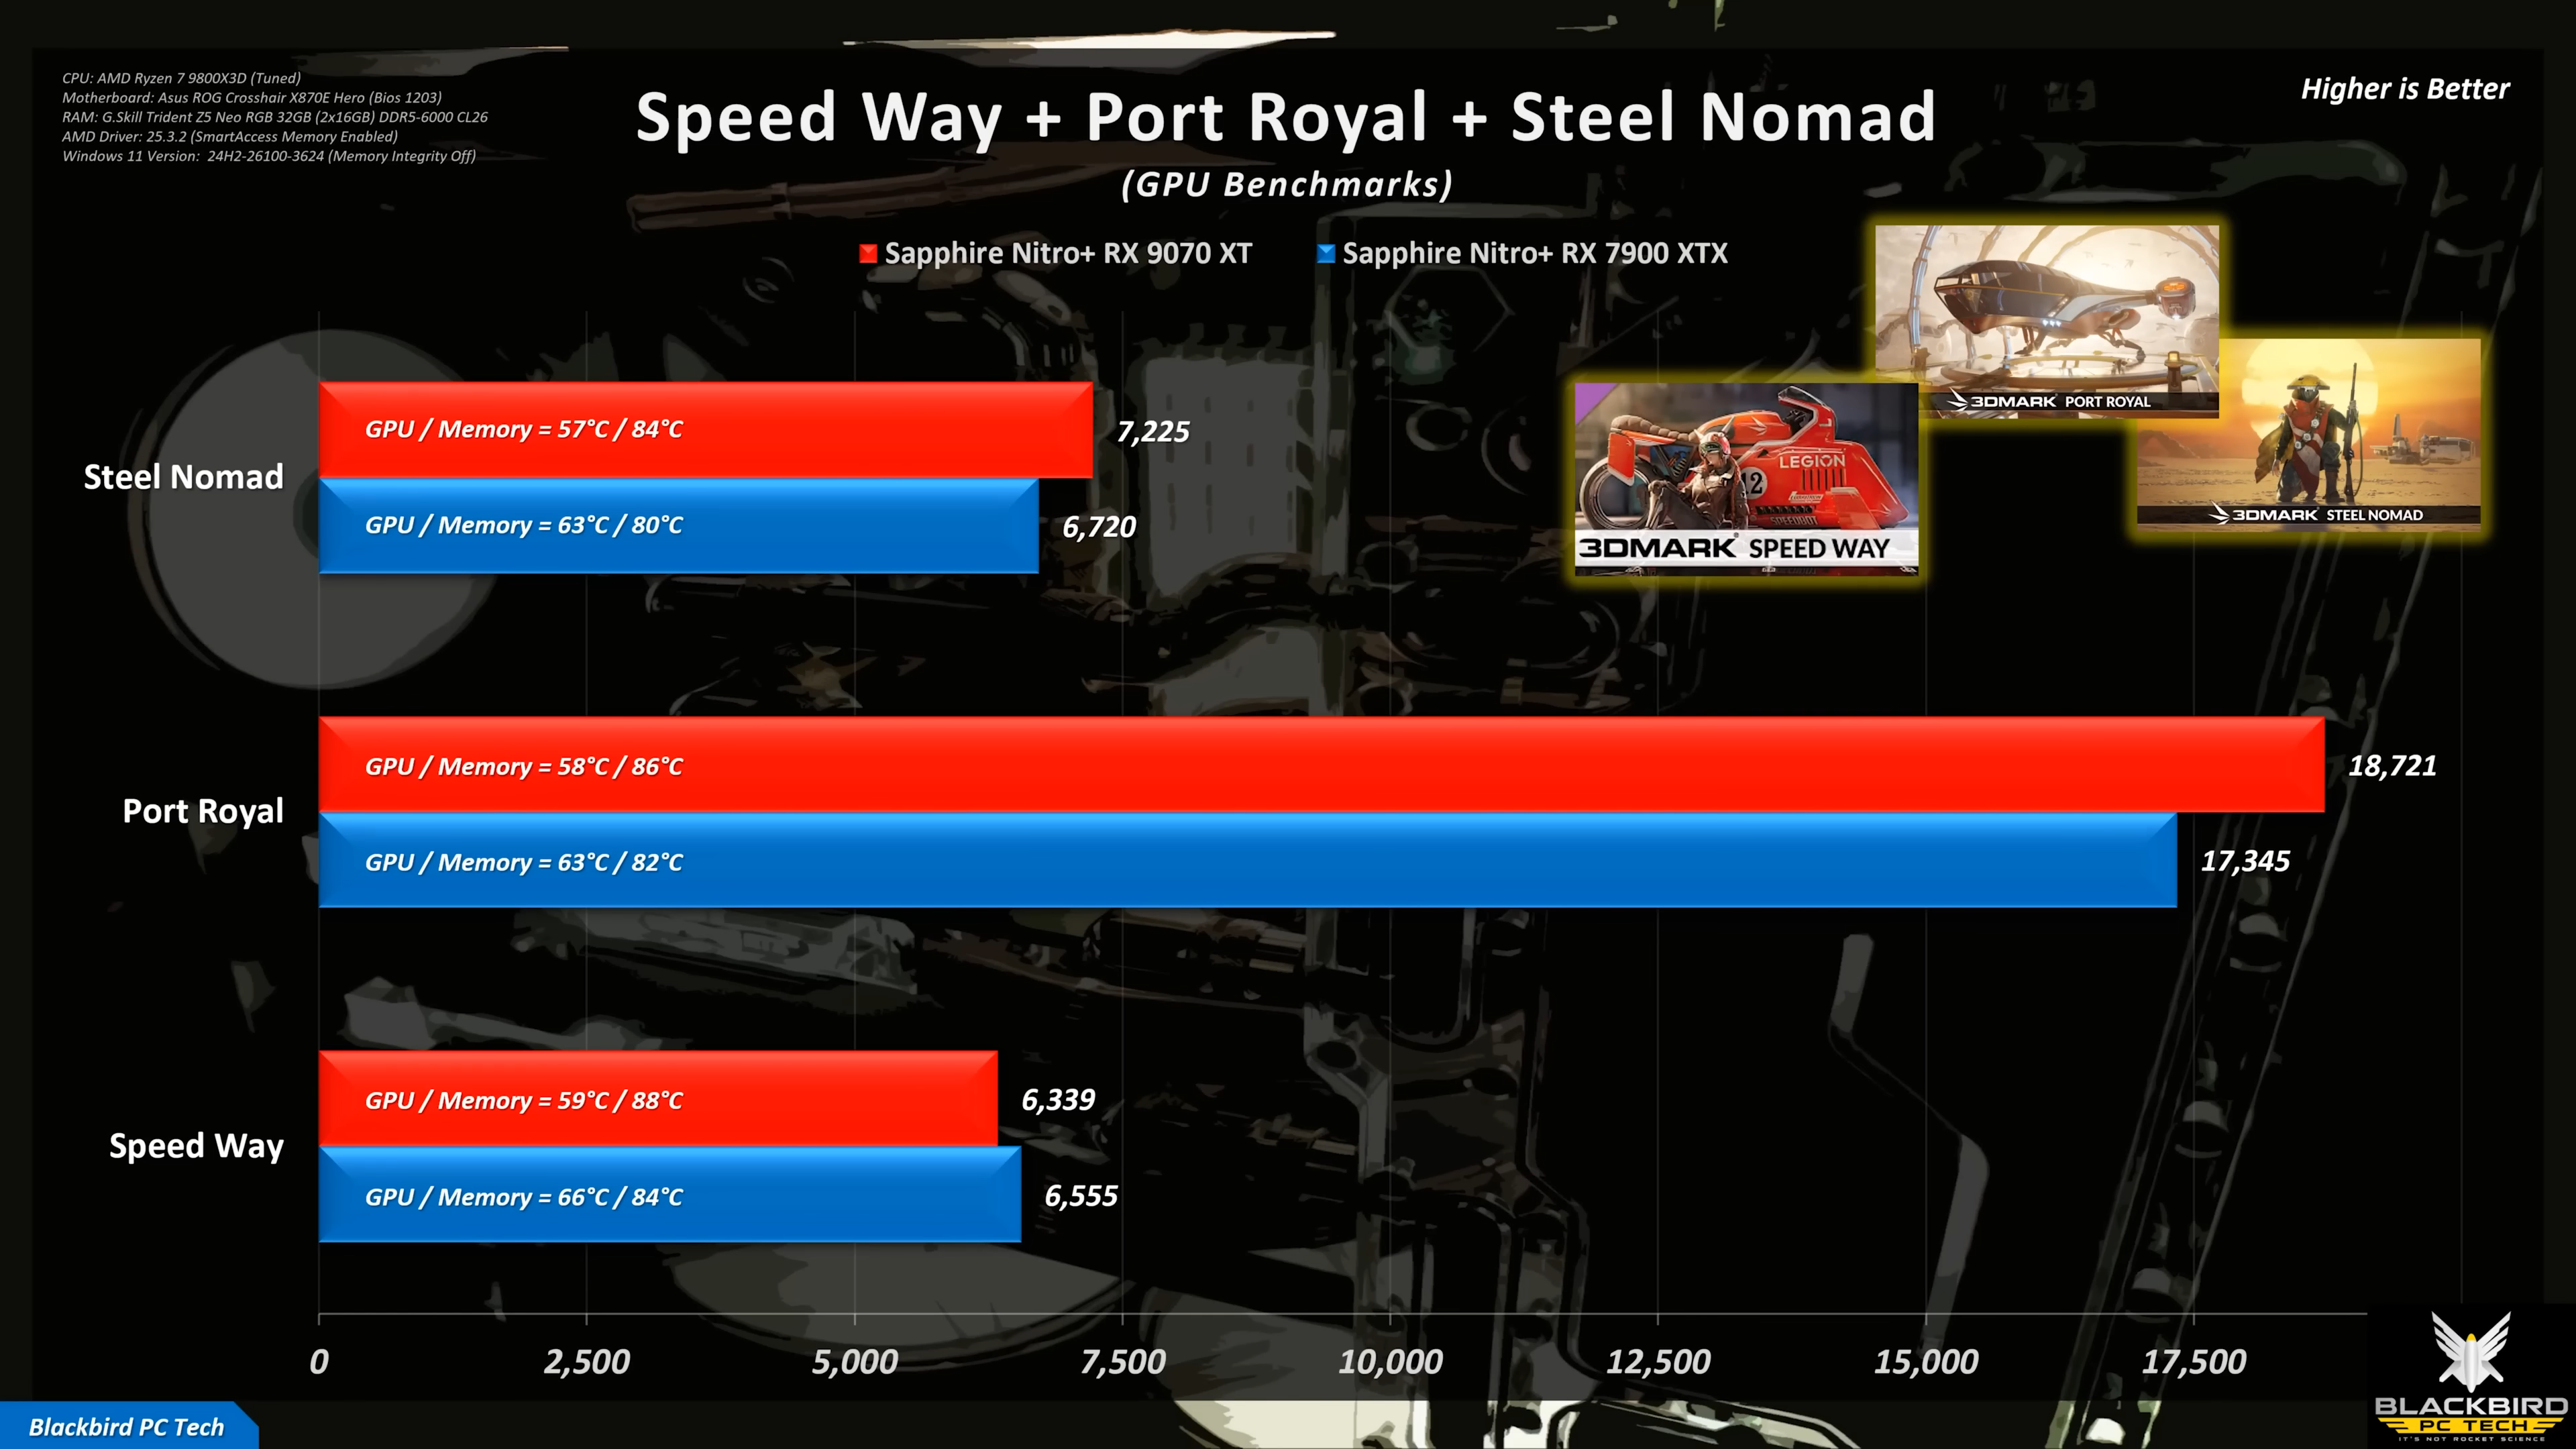 CPU: AMD Ryzen 7 9800X3D (Tuned)
Motherboard: Asus ROG Crosshair X870E Hero (Bios 1203)
RAM: G.Skill Trident Z5 Neo RGB 32GB (2x16GB) DDR5-6000 CL26
AMD Driver: 25.3.2 (SmartAccess Memory Enabled)
Windows 11 Version: 24H2-26100-3624 (Memory Integrity Off)
Speed Way + Port Royal + Steel Nomad
(GPU Benchmarks)
Higher is Better
Sapphire Nitro+ RX 9070 XT
Sapphire Nitro+ RX 7900 XTX
3DMARK PORT ROYAL
3DMARK STEEL NOMAD
LEGION
12
3DMARK SPEED WAY
Steel Nomad
GPU / Memory = 57°C / 84°C
7,225
GPU / Memory = 63°C / 80°C
6,720
Port Royal
GPU / Memory = 58°C / 86°C
18,721
GPU / Memory = 63°C / 82°C
17,345
Speed Way
GPU / Memory = 59°C / 88°C
6,339
GPU / Memory = 66°C / 84°C
6,555
0
2,500
5,000
7,500
10,000
12,500
15,000
17,500
Blackbird PC Tech
BLACKBIRD
PC TECH
IT'S NOT ROCKET SCIENCE